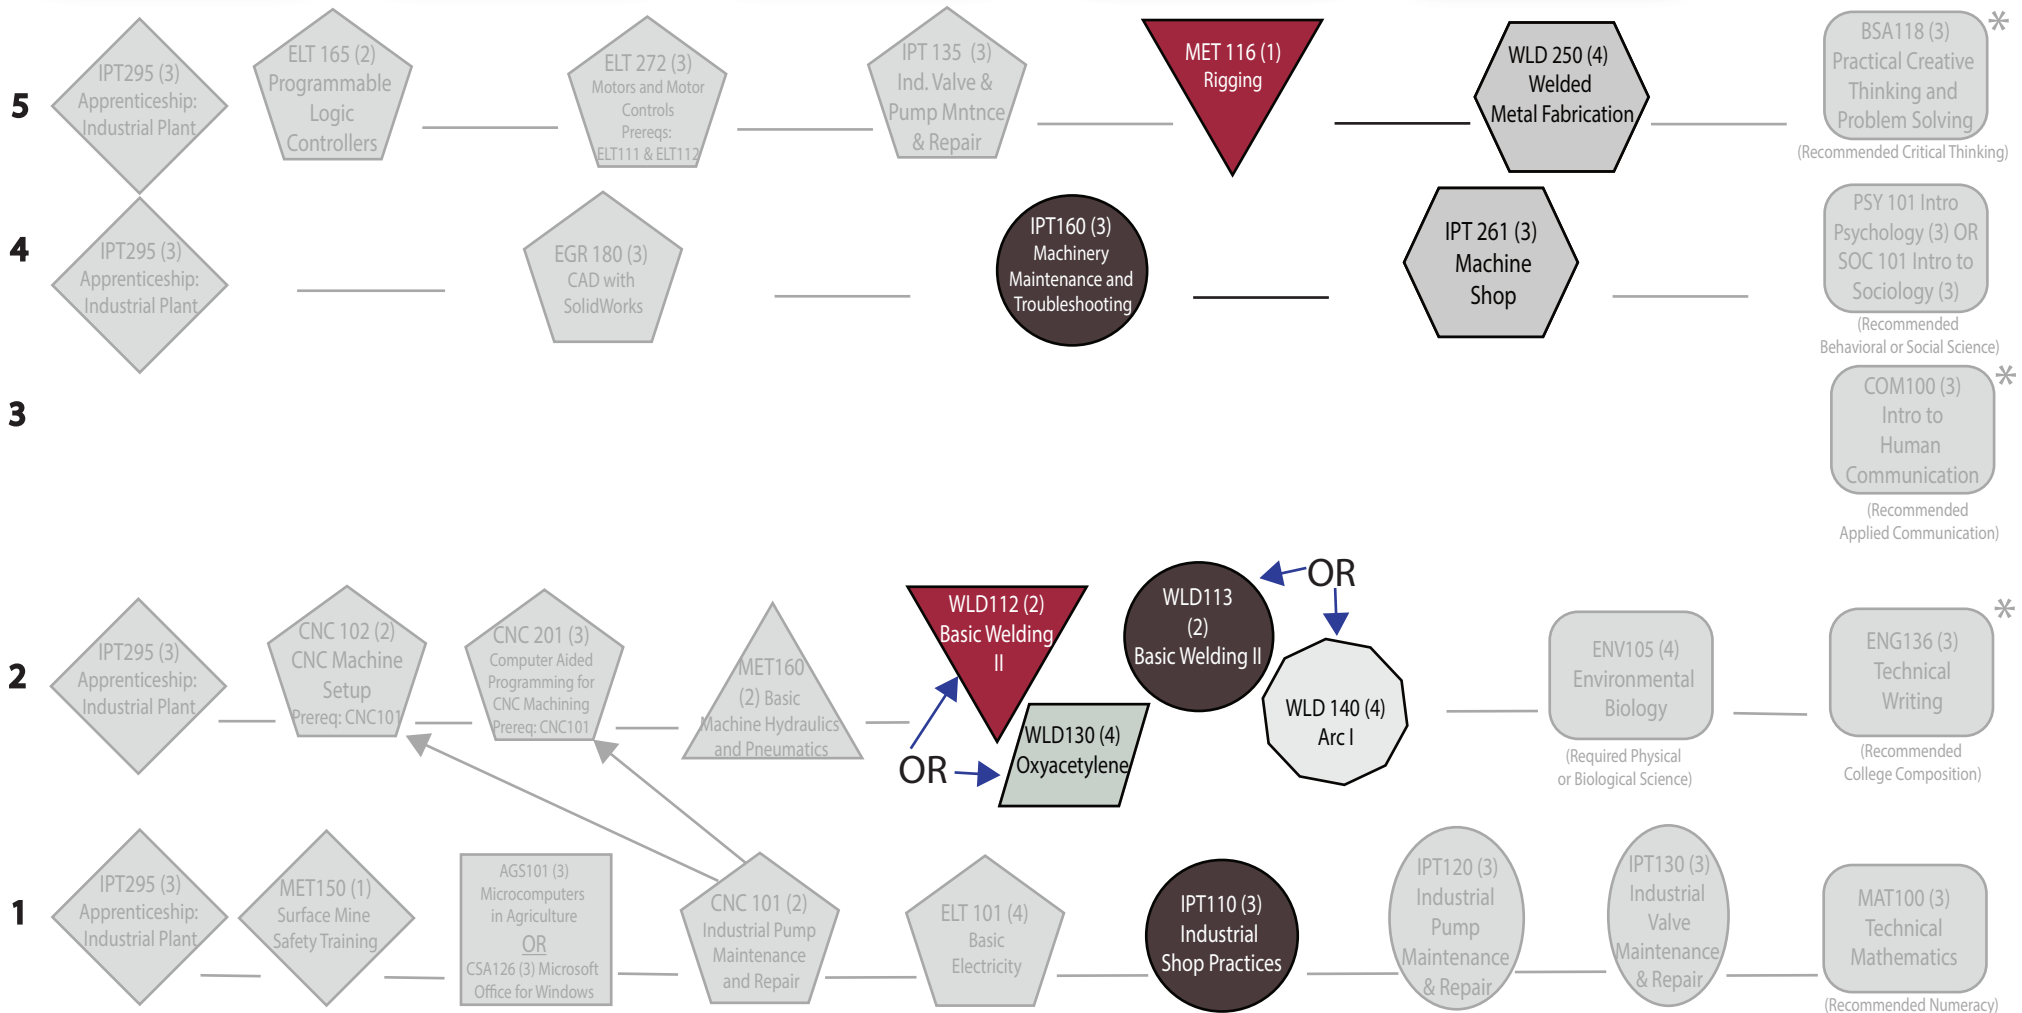 5
IPT295 (3)
Apprenticeship:
Industrial Plant
ELT 165 (2)
Programmable
Logic
Controllers
ELT 272 (3)
Motors and Motor
Controls
Prereqs:
ELT111 & ELT112
IPT 135 (3)
Ind. Valve &
Pump Mntnce
& Repair
MET 116 (1)
Rigging
WLD 250 (4)
Welded
Metal Fabrication
BSA118 (3)
Practical Creative
Thinking and
Problem Solving
*
(Recommended Critical Thinking)
4
IPT295 (3)
Apprenticeship:
Industrial Plant
EGR 180 (3)
CAD with
SolidWorks
IPT160 (3)
Machinery
Maintenance and
Troubleshooting
IPT 261 (3)
Machine
Shop
PSY 101 Intro
Psychology (3) OR
SOC 101 Intro to
Sociology (3)
(Recommended
Behavioral or Social Science)
3
COM100 (3)
Intro to
Human
Communication
*
(Recommended
Applied Communication)
2
IPT295 (3)
Apprenticeship:
Industrial Plant
CNC 102 (2)
CNC Machine
Setup
Prereq: CNC101
CNC 201 (3)
Computer Aided
Programming for
CNC Machining
Prereq: CNC101
MET160
(2) Basic
Machine Hydraulics
and Pneumatics
WLD112 (2)
Basic Welding
II
OR
WLD130 (4)
Oxyacetylene
WLD113
(2)
Basic Welding II
OR
WLD 140 (4)
Arc I
ENV105 (4)
Environmental
Biology
(Required Physical
or Biological Science)
ENG136 (3)
Technical
Writing
*
(Recommended
College Composition)
1
IPT295 (3)
Apprenticeship:
Industrial Plant
MET150 (1)
Surface Mine
Safety Training
AGS101 (3)
Microcomputers
in Agriculture
OR
CSA126 (3) Microsoft
Office for Windows
CNC 101 (2)
Industrial Pump
Maintenance
and Repair
ELT 101 (4)
Basic
Electricity
IPT110 (3)
Industrial
Shop Practices
IPT120 (3)
Industrial
Pump
Maintenance
& Repair
IPT130 (3)
Industrial
Valve
Maintenance
& Repair
MAT100 (3)
Technical
Mathematics
(Recommended Numeracy)